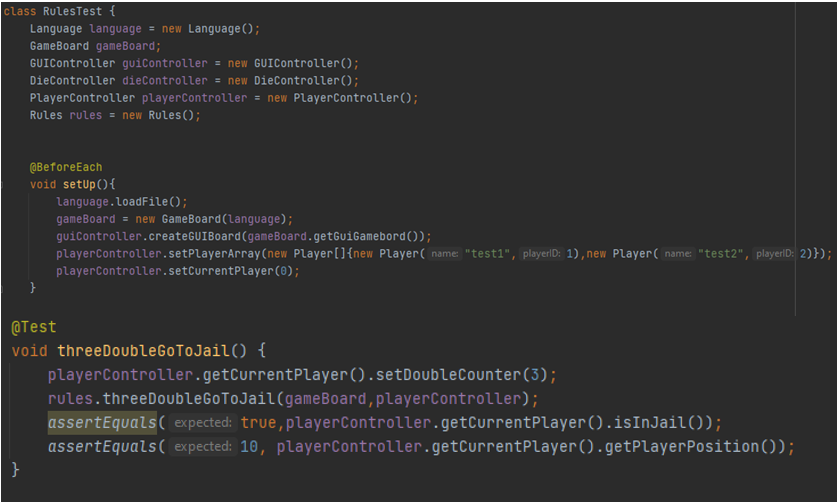 class RulesTest {
Language language = new Language();
GameBoard gameBoard;
GUIController guiController = new GUIController();
DieController dieController = new DieController();
PlayerController playerController = new PlayerController();
Rules rules = new Rules();
@BeforeEach
void setUp(){
language.loadFile();
gameBoard = new GameBoard(language);
guiController.createGUIBoard(gameBoard.getGuiGamebord());
playerController.setPlayerArray(new Player[]{new Player( name: "test1", playerID: 1),new Player( name: "test2", playerID: 2)});
playerController.setCurrentPlayer(0);
}
@Test
void threeDoubleGoToJail() {
playerController.getCurrentPlayer().setDoubleCounter(3);
rules.threeDoubleGoToJail(gameBoard,playerController);
assertEquals( expected: true,playerController.getCurrentPlayer().isInJail());
assertEquals( expected: 10, playerController.getCurrentPlayer().getPlayerPosition());
}